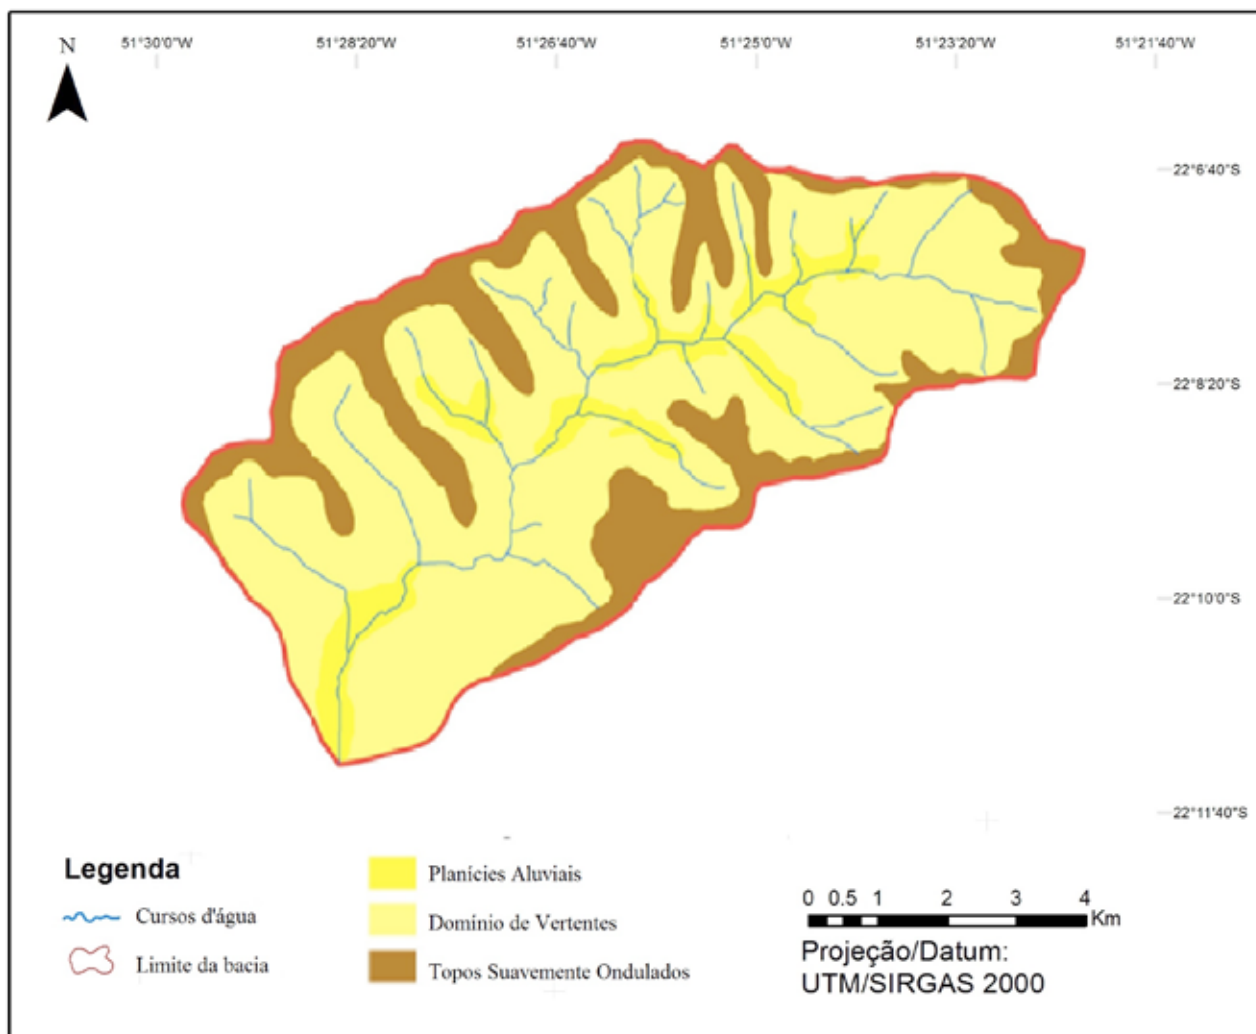 N
51°30'0"W 51°28'20"W 51°26'40"W 51°25'0"W 51°23'20"W 51°21'40"W
22°6'40"S
22°8'20"S
22°10'0"S
22°11'40"S
Legenda
Cursos d'água
Limite da bacia
Planícies Aluviais
Domínio de Vertentes
Topos Suavemente Ondulados
0 0.5 1 2 3 4
Km
Projeção/Datum:
UTM/SIRGAS 2000